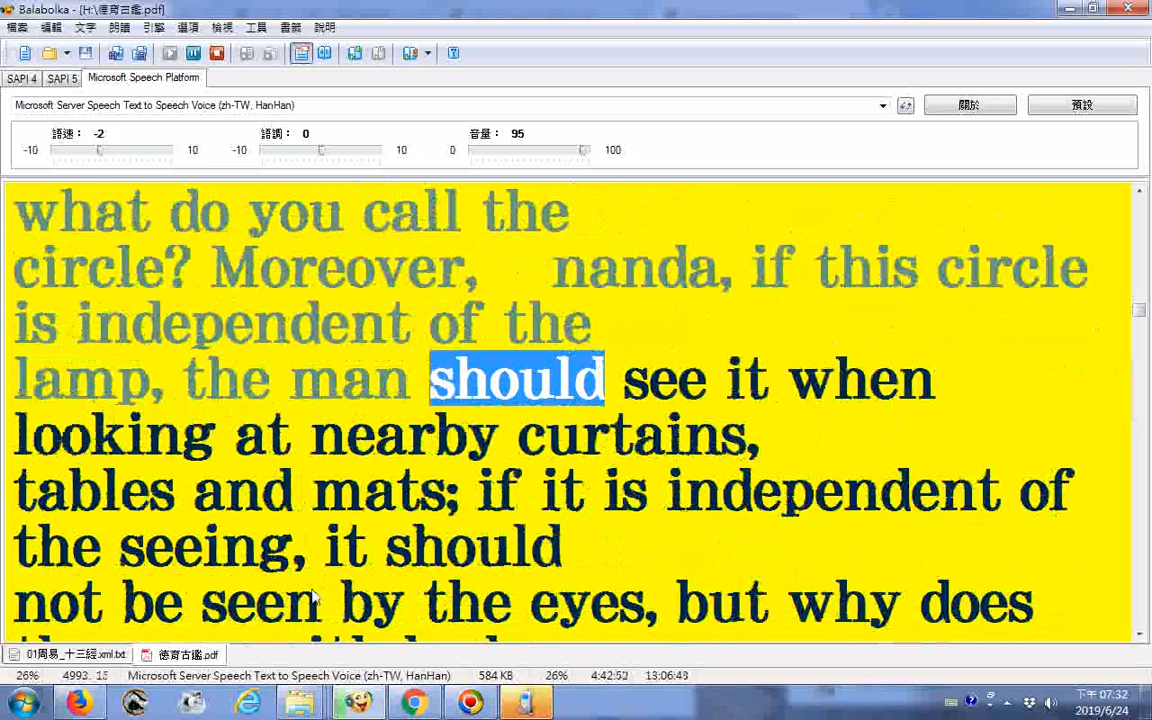 Balabolka - [H:\德育古鑑.pdf]
檔案 編輯 文字 朗讀 引擎 選項 檢視 工具 書籤 說明
SAPI 4 SAPI 5 Microsoft Speech Platform
Microsoft Server Speech Text to Speech Voice (zh-TW, HanHan) 關於 預設
語速： -2 語調： 0 音量： 95
-10 10 -10 10 0 100
what do you call the
circle? Moreover, nanda, if this circle
is independent of the
lamp, the man should see it when
looking at nearby curtains,
tables and mats; if it is independent of
the seeing, it should
not be seen by the eyes, but why does
01周易_十三經.xml.txt 德育古鑑.pdf
26% 4993. 15 Microsoft Server Speech Text to Speech Voice (zh-TW, HanHan) 584 KB 26% 4:42:52 13:06:43
下午 07:32
2019/6/24